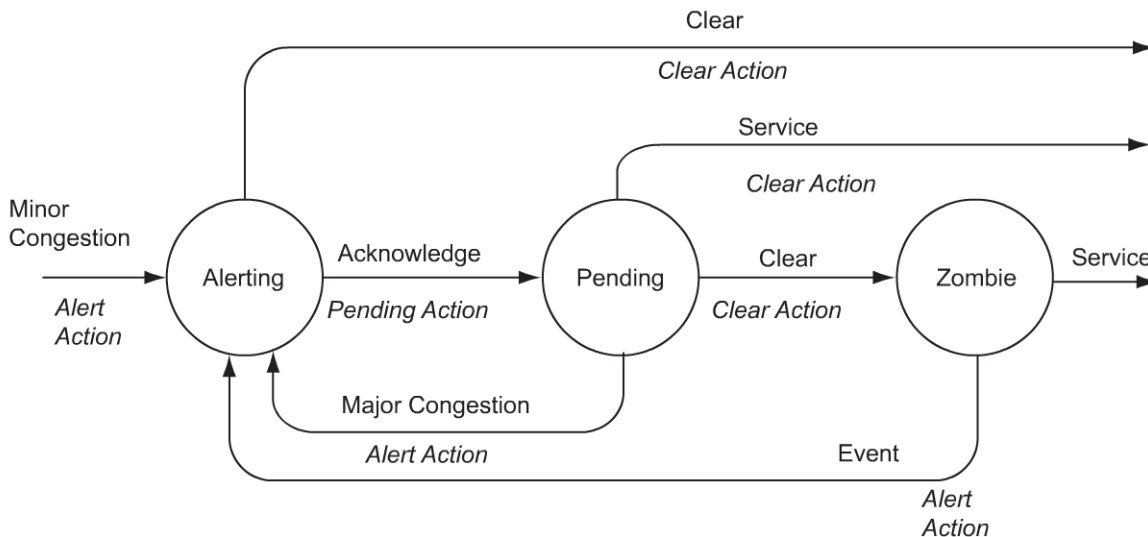 Clear
Clear Action
Service
Clear Action
Minor
Congestion
Alert
Action
Alerting
Acknowledge
Pending Action
Pending
Clear
Clear Action
Zombie
Service
Major Congestion
Alert Action
Event
Alert
Action